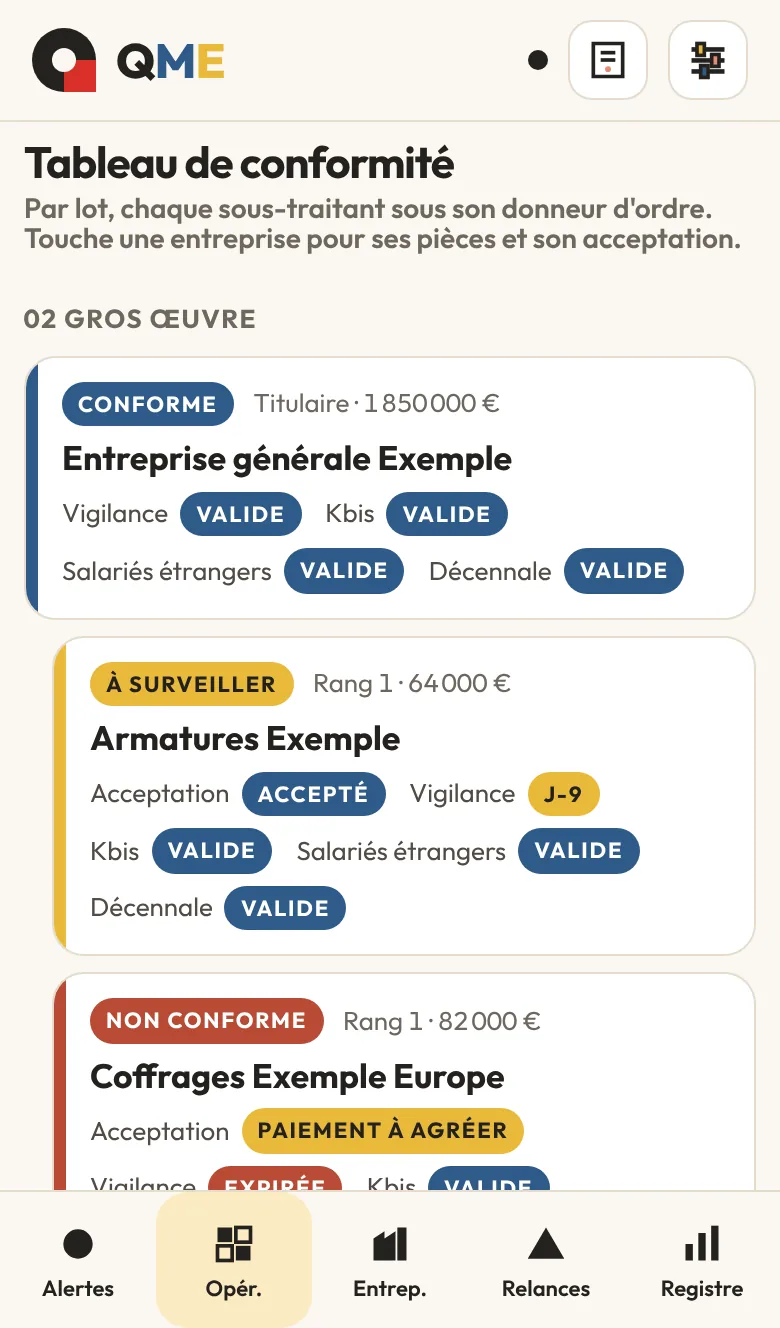 QME
Tableau de conformité
Par lot, chaque sous-traitant sous son donneur d'ordre.
Touche une entreprise pour ses pièces et son acceptation.
02 GROS ŒUVRE
CONFORME Titulaire · 1 850 000 €
Entreprise générale Exemple
Vigilance VALIDE Kbis VALIDE
Salariés étrangers VALIDE Décennale VALIDE
À SURVEILLER Rang 1 · 64 000 €
Armatures Exemple
Acceptation ACCEPTÉ Vigilance J-9
Kbis VALIDE Salariés étrangers VALIDE
Décennale VALIDE
NON CONFORME Rang 1 · 82 000 €
Coffrages Exemple Europe
Acceptation PAIEMENT À AGRÉER
Vigilance EXPIRÉE Kbis VALIDE
Alertes Opér. Entrep. Relances Registre